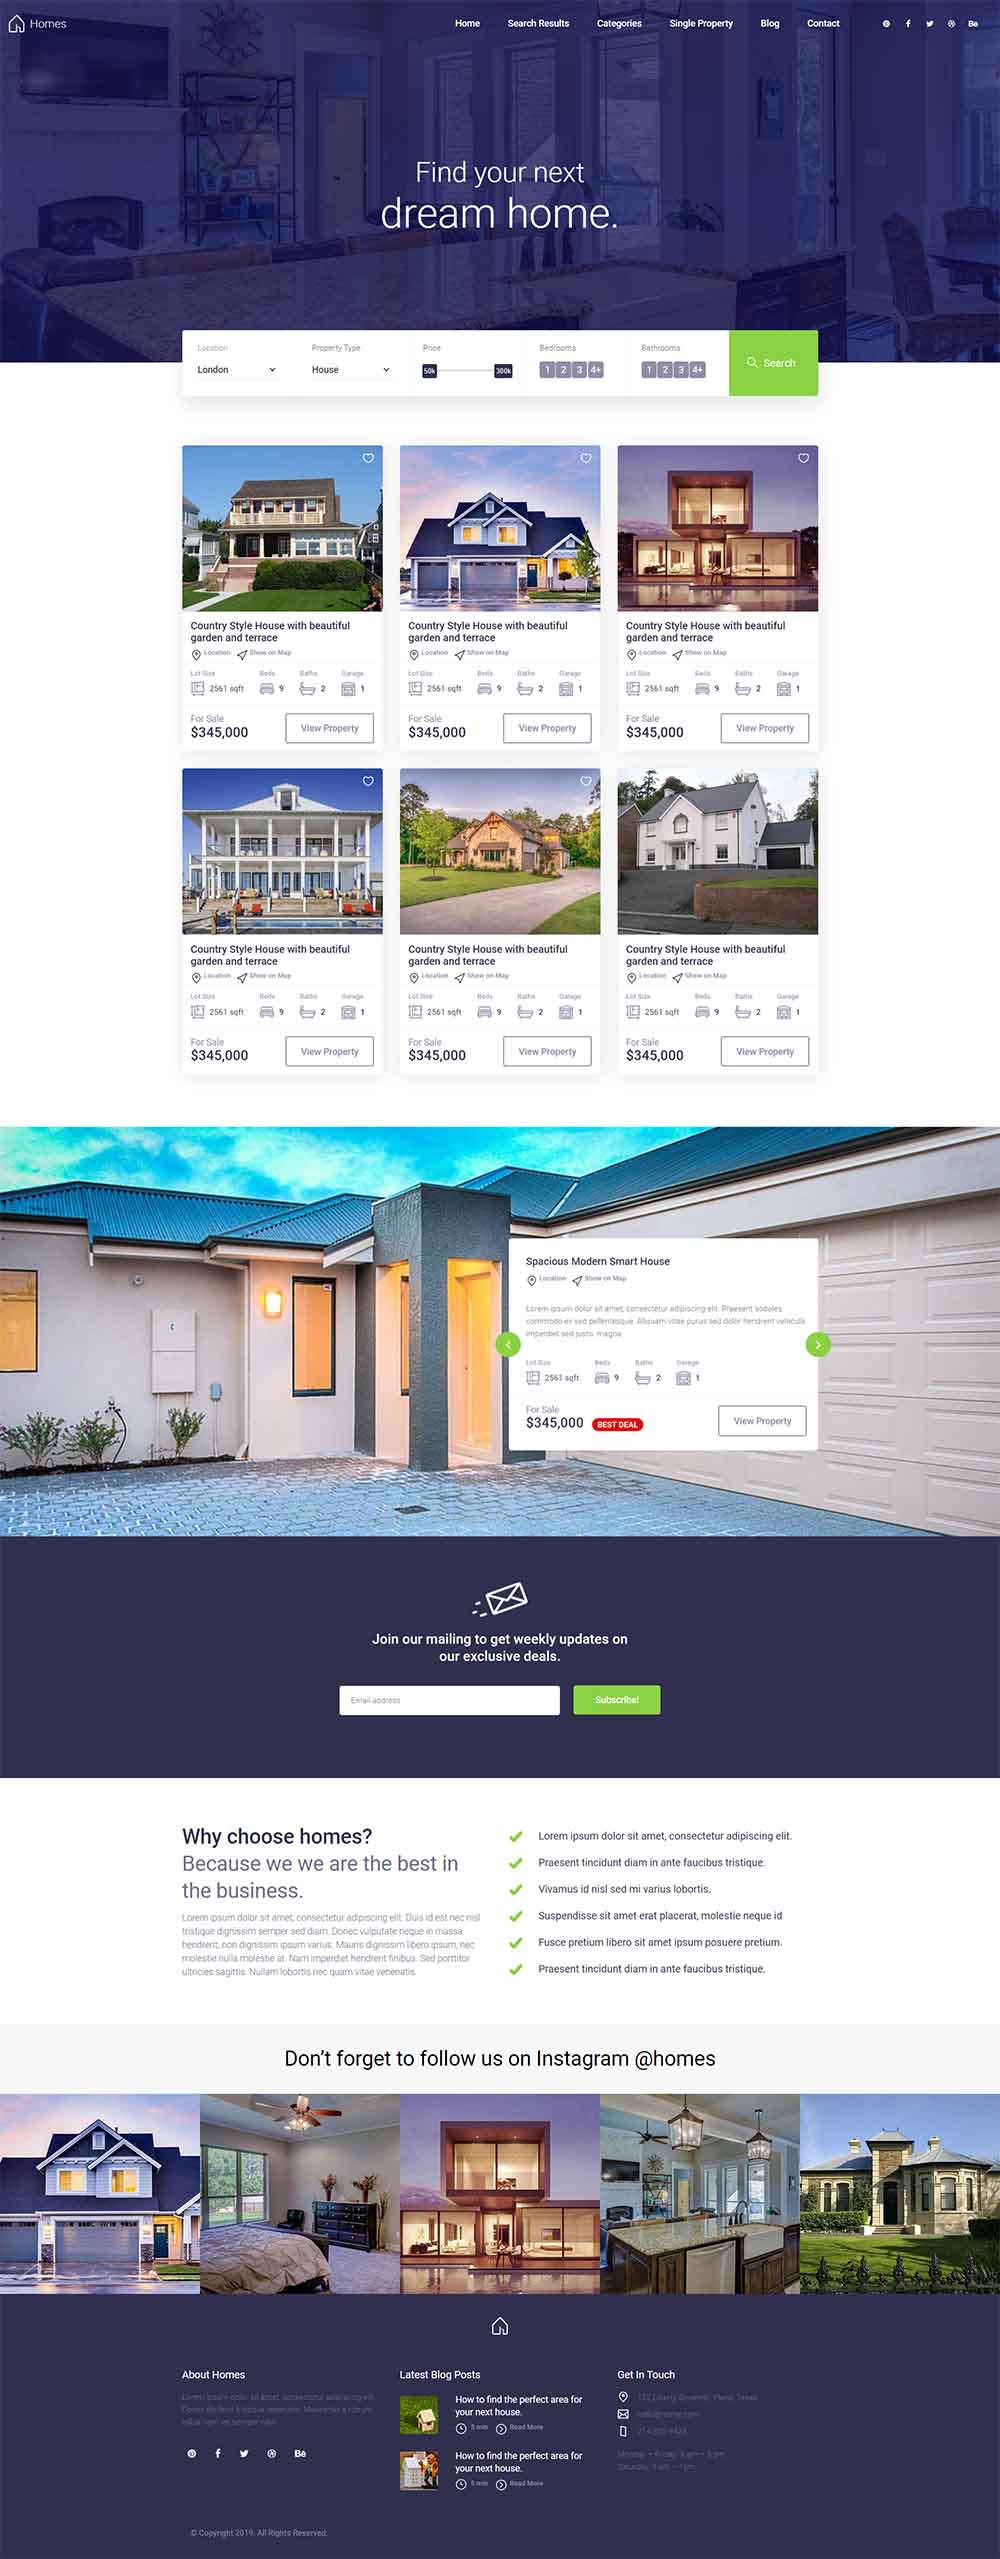 Homes
Home Search Results Categories Single Property Blog Contact
Find your next
dream home.
Location Property Type Price Bedrooms Bathrooms
London House 50k 300k 1 2 3 4+ 1 2 3 4+ Search
Country Style House with beautiful
garden and terrace
Location Show on Map
Lot Size Beds Baths Garage
2561 sqft 9 2 1
For Sale
$345,000 View Property
Country Style House with beautiful
garden and terrace
Location Show on Map
Lot Size Beds Baths Garage
2561 sqft 9 2 1
For Sale
$345,000 View Property
Country Style House with beautiful
garden and terrace
Location Show on Map
Lot Size Beds Baths Garage
2561 sqft 9 2 1
For Sale
$345,000 View Property
Country Style House with beautiful
garden and terrace
Location Show on Map
Lot Size Beds Baths Garage
2561 sqft 9 2 1
For Sale
$345,000 View Property
Country Style House with beautiful
garden and terrace
Location Show on Map
Lot Size Beds Baths Garage
2561 sqft 9 2 1
For Sale
$345,000 View Property
Country Style House with beautiful
garden and terrace
Location Show on Map
Lot Size Beds Baths Garage
2561 sqft 9 2 1
For Sale
$345,000 View Property
Spacious Modern Smart House
Location Show on Map
Lorem ipsum dolor sit amet, consectetur adipiscing elit. Praesent sodales
commodo ex sed pellentesque. Aliquam vitae purus sed dolor hendrerit vehicula
imperdiet sed justo. magna.
Lot Size Beds Baths Garage
2561 sqft 9 2 1
For Sale
$345,000 BEST DEAL View Property
Join our mailing to get weekly updates on
our exclusive deals.
Email address Subscribe!
Why choose homes?
Because we we are the best in
the business.
Lorem ipsum dolor sit amet, consectetur adipiscing elit. Duis id est nec nisl
tristique dignissim semper sed diam. Donec vulputate neque in massa
hendrerit, non dignissim ipsum varius. Mauris dignissim libero ipsum, nec
molestie nulla molestie at. Nam imperdiet hendrerit finibus. Sed porttitor
ultricies sagittis. Nullam lobortis nec quam vitae venenatis.
Lorem ipsum dolor sit amet, consectetur adipiscing elit.
Praesent tincidunt diam in ante faucibus tristique.
Vivamus id nisl sed mi varius lobortis.
Suspendisse sit amet erat placerat, molestie neque id
Fusce pretium libero sit amet ipsum posuere pretium.
Praesent tincidunt diam in ante faucibus tristique.
Don't forget to follow us on Instagram @homes
About Homes
Lorem ipsum dolor sit amet, consectetur adipiscing elit.
Latest Blog Posts
How to find the perfect area for
your next house.
5 min Read More
How to find the perfect area for
your next house.
5 min Read More
Get In Touch
Monday – Friday: 9 am – 5 pm
Saturday: 9 am – 1 pm
© Copyright 2019. All Rights Reserved.